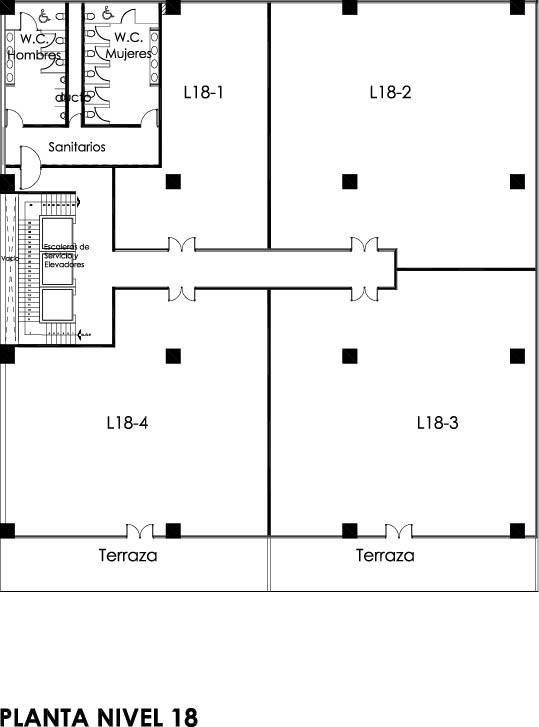 W.C.
Hombres
W.C.
Mujeres
ducto
L18-1
L18-2
Sanitarios
Escaleras de
Servicio y
Elevadores
Vacío
L18-4
L18-3
Terraza
Terraza
PLANTA NIVEL 18